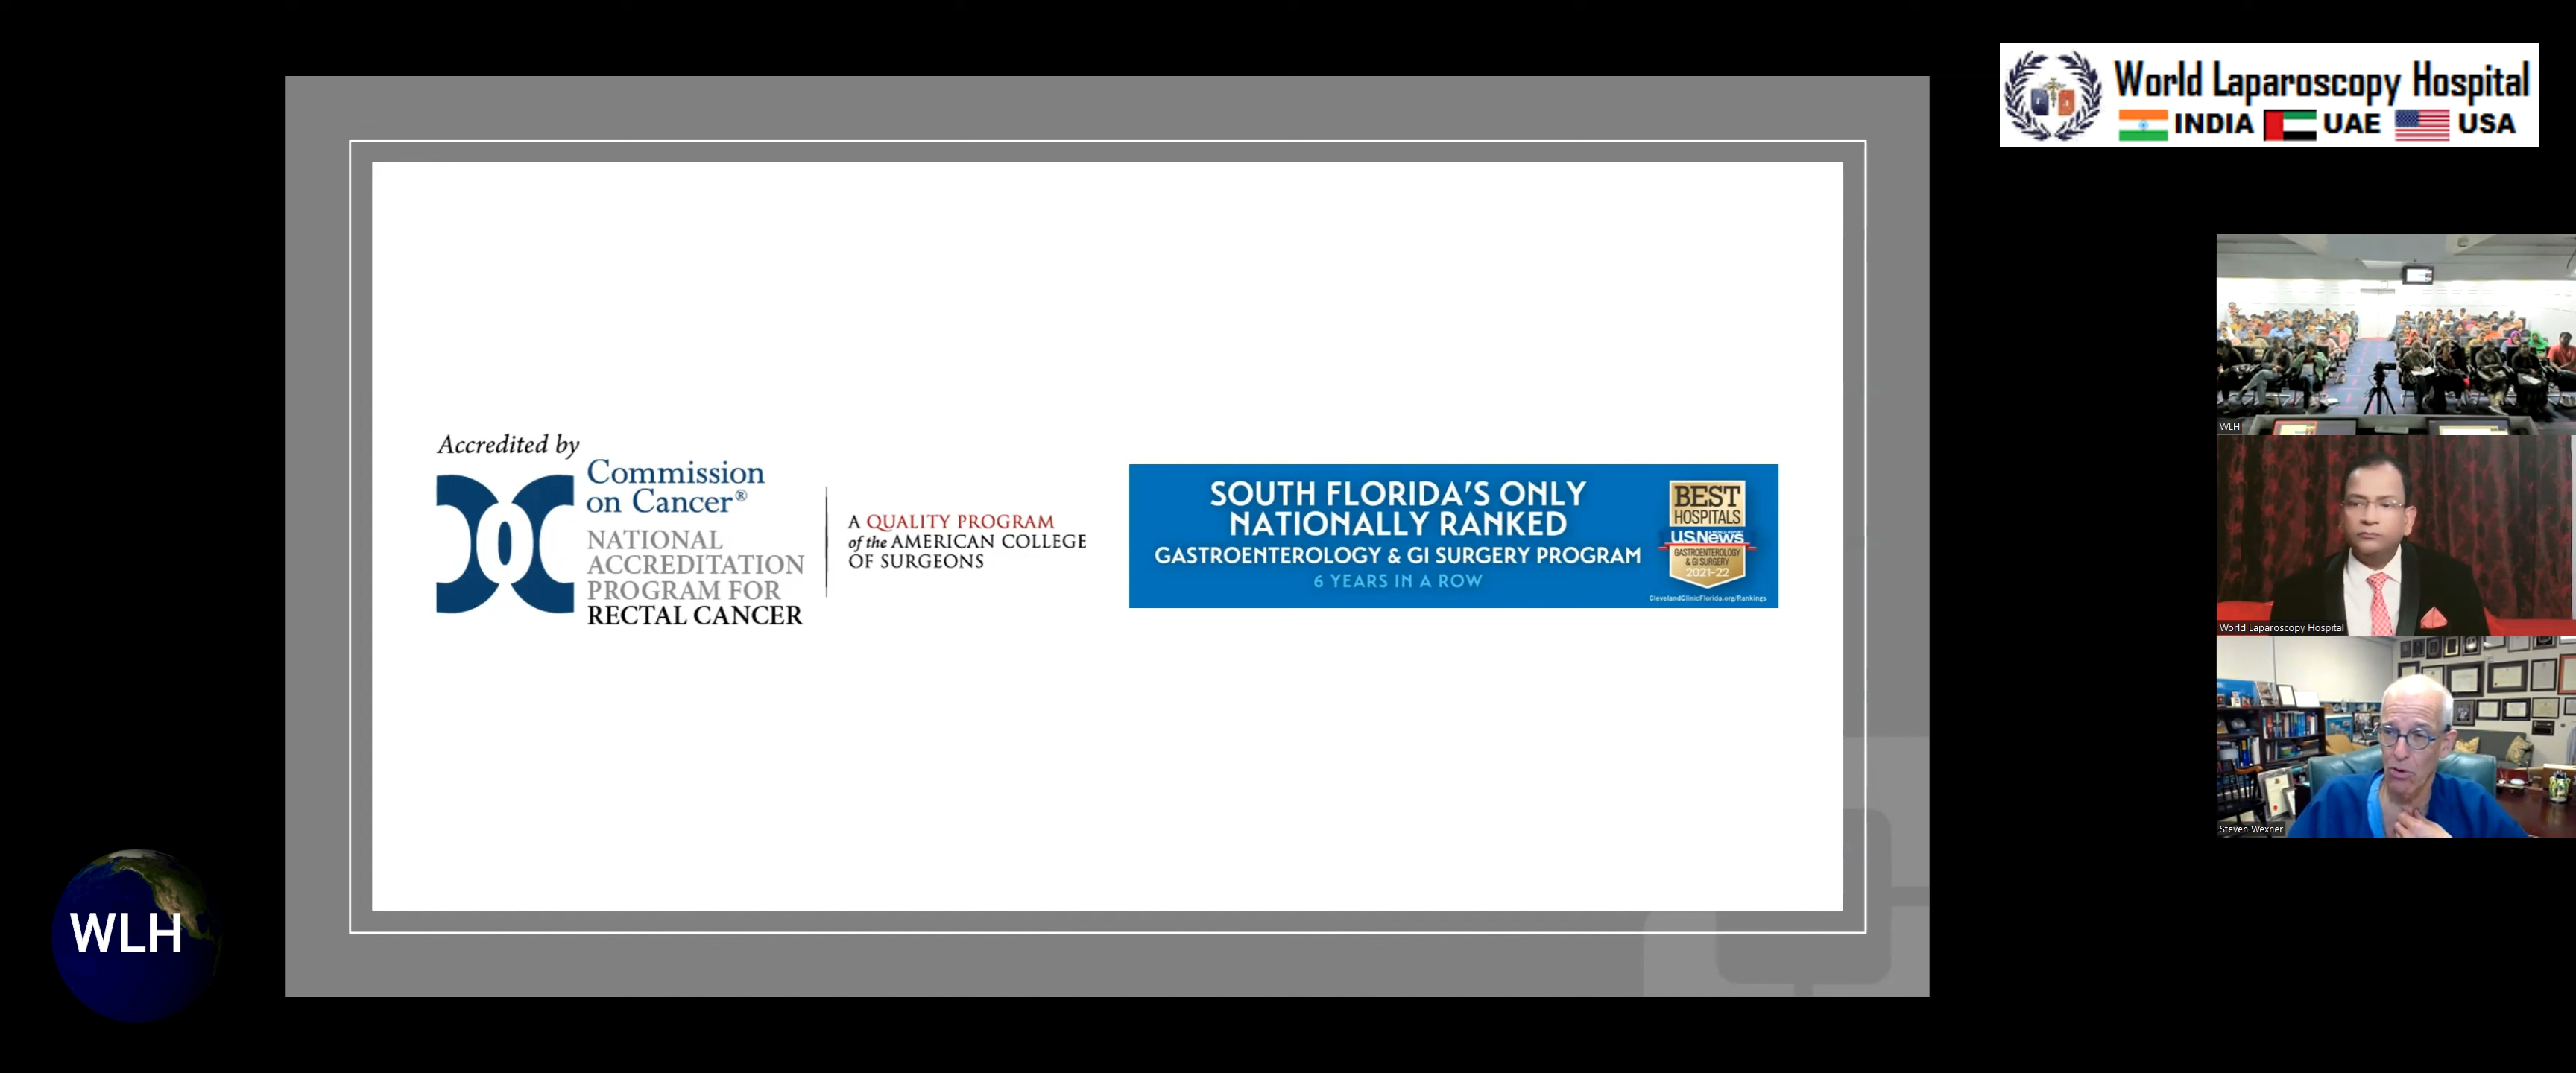 World Laparoscopy Hospital
INDIA UAE USA
Accredited by
Commission
on Cancer®
NATIONAL
ACCREDITATION
PROGRAM FOR
RECTAL CANCER
A QUALITY PROGRAM
of the AMERICAN COLLEGE
OF SURGEONS
SOUTH FLORIDA'S ONLY
NATIONALLY RANKED
GASTROENTEROLOGY & GI SURGERY PROGRAM
6 YEARS IN A ROW
BEST
HOSPITALS
U.S. News
GASTROENTEROLOGY
& GI SURGERY
2021-22
ClevelandClinicFlorida.org/Rankings
WLH
World Laparoscopy Hospital
Steven Wexner
WLH